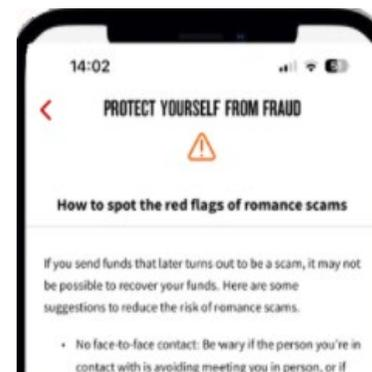 14:02
PROTECT YOURSELF FROM FRAUD
How to spot the red flags of romance scams
If you send funds that later turns out to be a scam, it may not
be possible to recover your funds. Here are some
suggestions to reduce the risk of romance scams.
• No face-to-face contact: Be wary if the person you're in
contact with is avoiding meeting you in person, or if